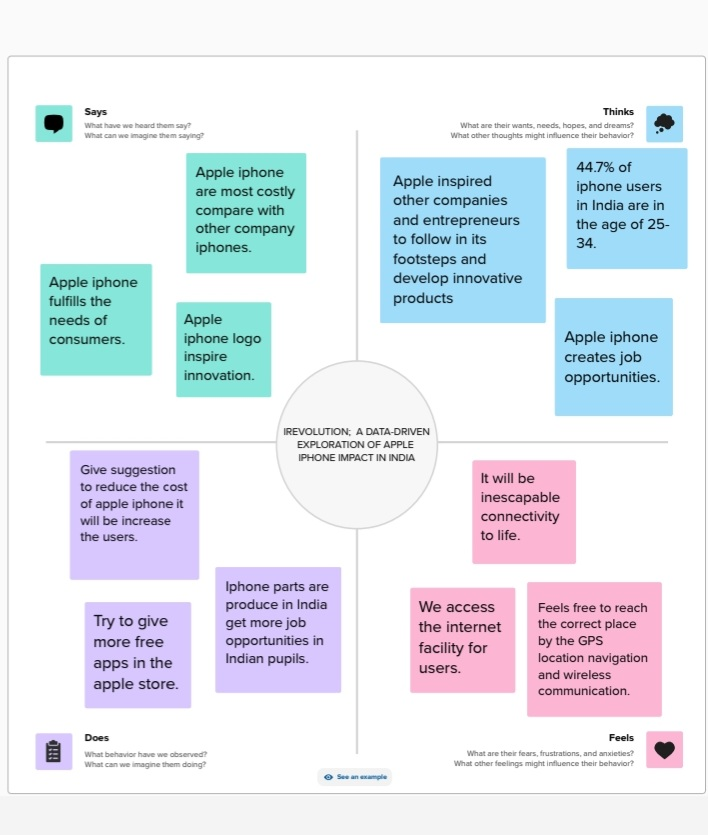 Says
What have we heard them say?
What can we imagine them saying?
Thinks
What are their wants, needs, hopes, and dreams?
What other thoughts might influence their behavior?
Apple iphone
are most costly
compare with
other company
iphones.
Apple iphone
fulfills the
needs of
consumers.
Apple
iphone logo
inspire
innovation.
Apple inspired
other companies
and entrepreneurs
to follow in its
footsteps and
develop innovative
products
44.7% of
iphone users
in India are in
the age of 25-
34.
Apple iphone
creates job
opportunities.
IREVOLUTION; A DATA-DRIVEN
EXPLORATION OF APPLE
IPHONE IMPACT IN INDIA
Give suggestion
to reduce the cost
of apple iphone it
will be increase
the users.
Try to give
more free
apps in the
apple store.
Iphone parts are
produce in India
get more job
opportunities in
Indian pupils.
It will be
inescapable
connectivity
to life.
We access
the internet
facility for
users.
Feels free to reach
the correct place
by the GPS
location navigation
and wireless
communication.
Does
What behavior have we observed?
What can we imagine them doing?
Feels
What are their fears, frustrations, and anxieties?
What other feelings might influence their behavior?
See an example